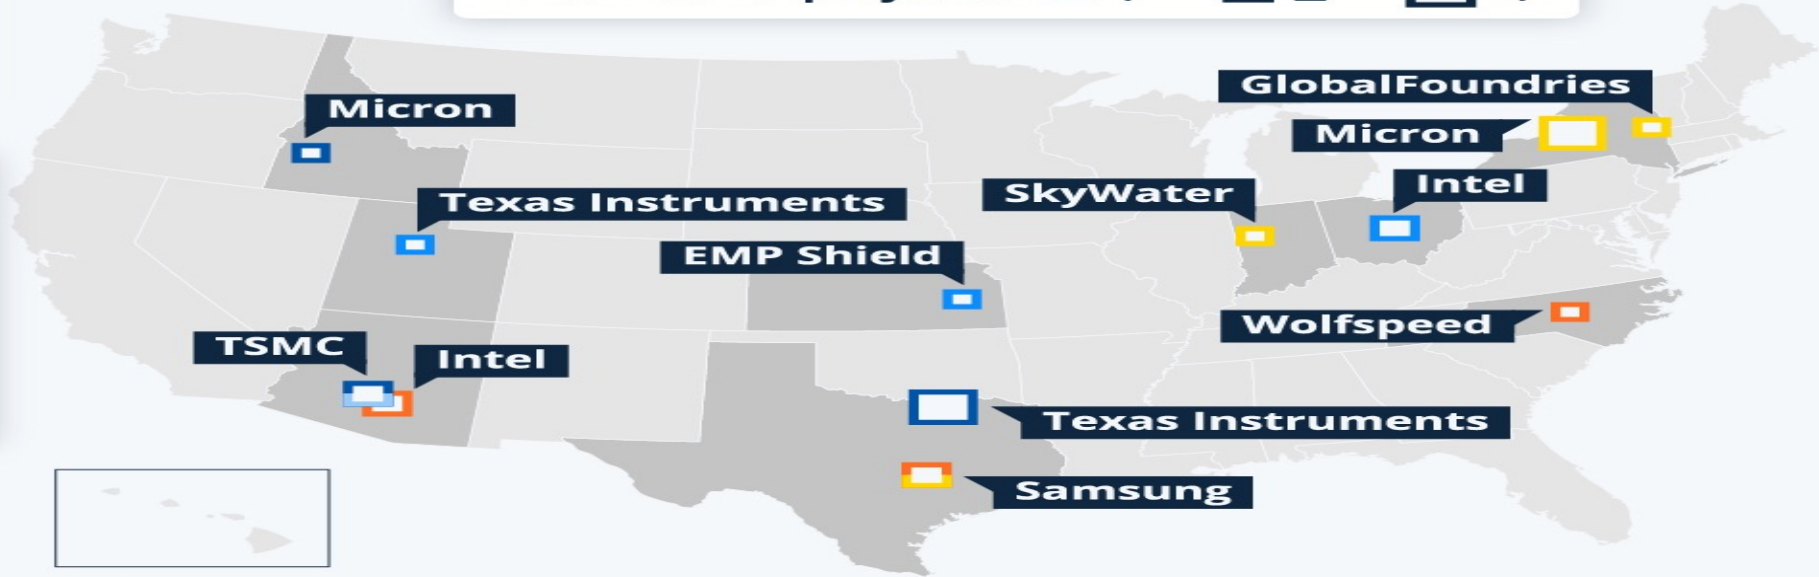 GlobalFoundries
Micron
Micron
Intel
SkyWater
Texas Instruments
EMP Shield
Wolfspeed
TSMC
Intel
Texas Instruments
Samsung